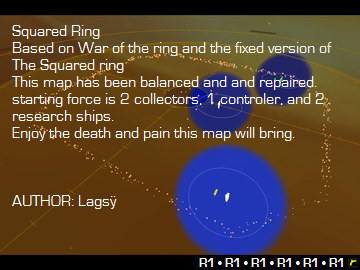 Squared Ring
Based on War of the ring and the fixed version of
The Squared ring
This map has been balanced and and repaired.
starting force is 2 collectors, 1 controler, and 2
research ships.
Enjoy the death and pain this map will bring.
AUTHOR: Lagsÿ
R1 • R1 • R1 • R1 • R1 • R1 r